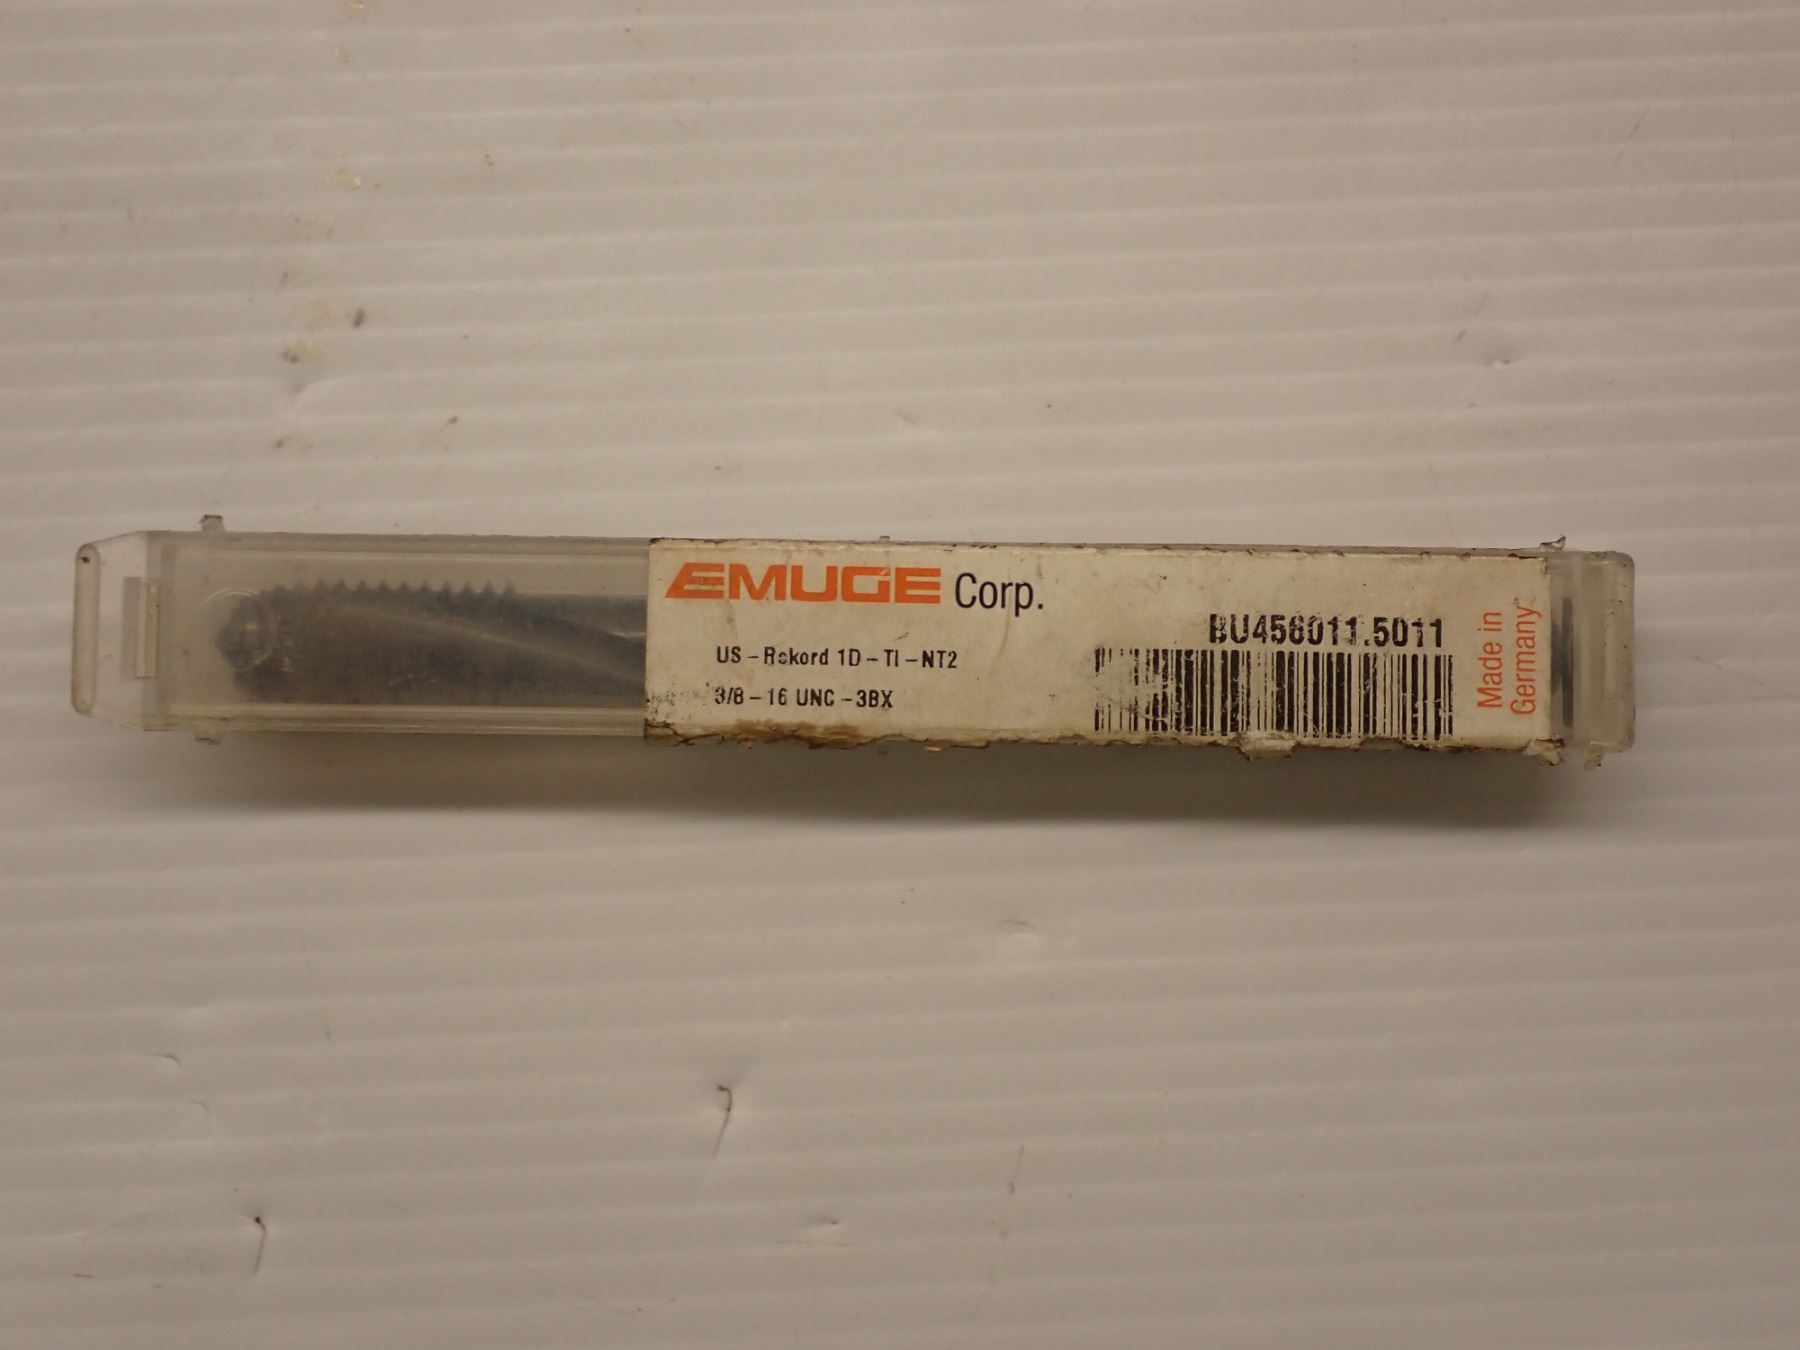 EMUGE Corp.
US-Rekord 1D-TI-NT2
3/8-16 UNC-3BX
BU456011.5011
Made in
Germany